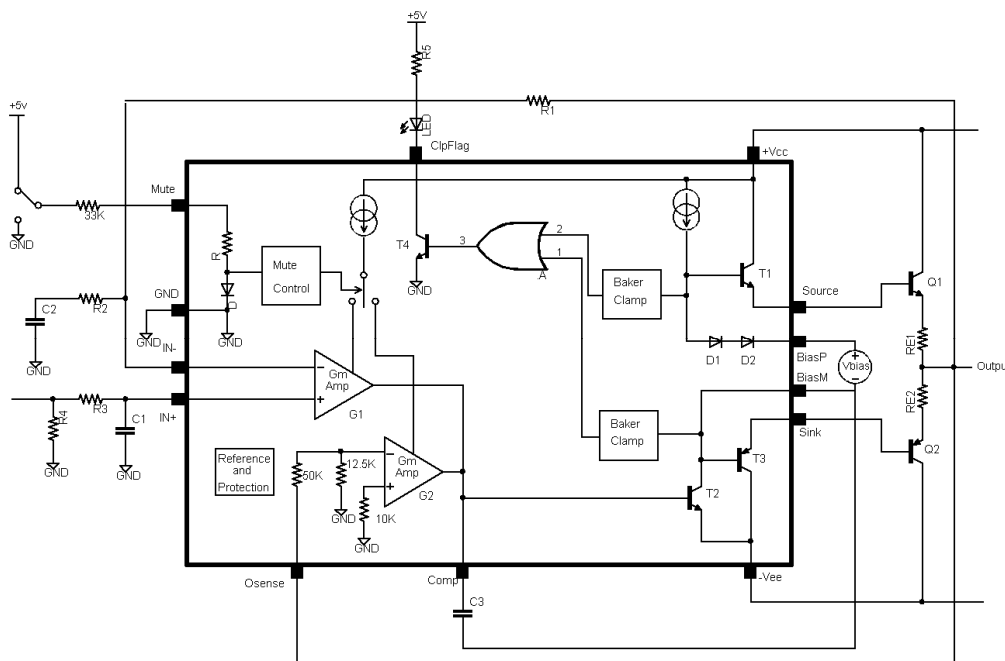 +5V
R5
+5v
R1
LED
ClpFlag
+Vcc
Mute
33K
R
T4
3
2
1
A
T1
Mute
Control
Baker
Clamp
Source
Q1
GND
GND
D
C2
R2
GND
GND
GND
D1
D2
BiasP
Vbias
RE1
Output
IN-
GND
BiasM
RE2
Gm
Amp
G1
R3
IN+
R4
C1
Baker
Clamp
Sink
Q2
GND
GND
Reference
and
Protection
50K
12.5K
Gm
Amp
G2
T3
T2
GND
10K
GND
Osense
Comp
-Vee
C3